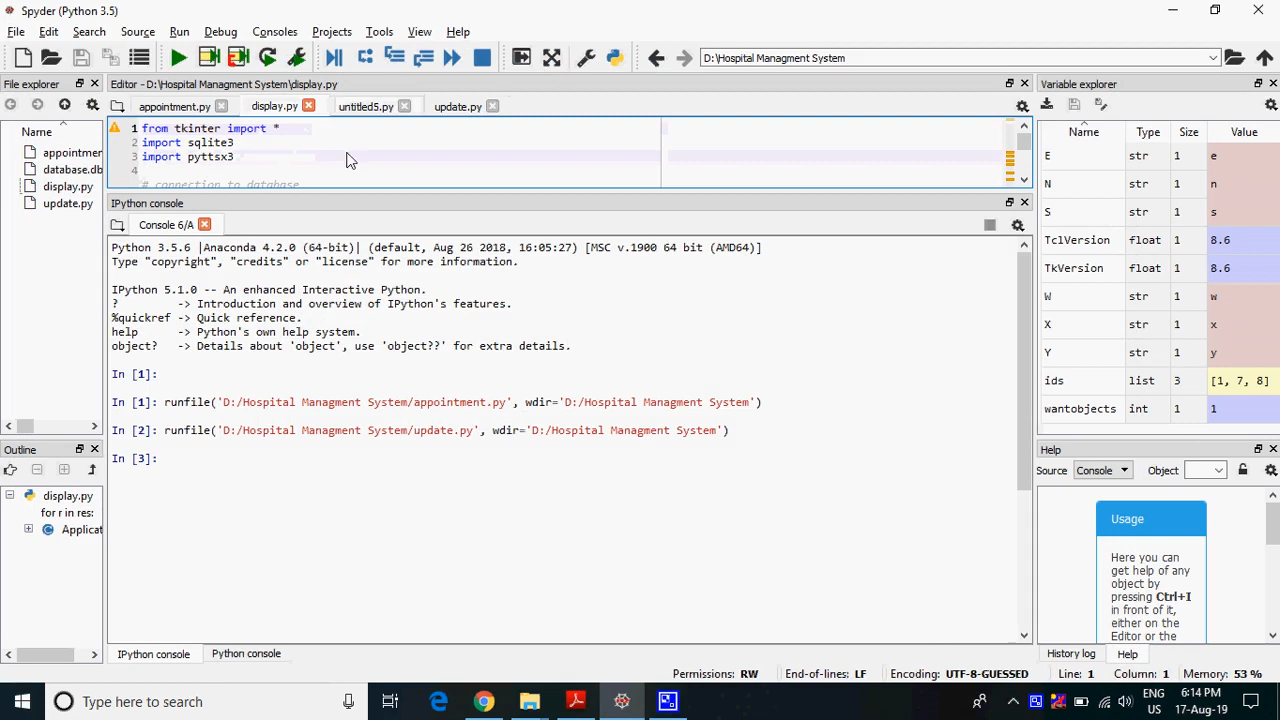 Spyder (Python 3.5)
File Edit Search Source Run Debug Consoles Projects Tools View Help
D:\Hospital Managment System
File explorer
Name
appointmer
database.db
display.py
update.py
Outline
display.py
for r in res:
Applicat
Editor - D:\Hospital Managment System\display.py
appointment.py display.py untitled5.py update.py
1 from tkinter import *
2 import sqlite3
3 import pyttsx3
4
# connection to database
IPython console
Console 6/A
Python 3.5.6 |Anaconda 4.2.0 (64-bit)| (default, Aug 26 2018, 16:05:27) [MSC v.1900 64 bit (AMD64)]
Type "copyright", "credits" or "license" for more information.
IPython 5.1.0 -- An enhanced Interactive Python.
? -> Introduction and overview of IPython's features.
%quickref -> Quick reference.
help -> Python's own help system.
object? -> Details about 'object', use 'object??' for extra details.
In [1]:
In [1]: runfile('D:/Hospital Managment System/appointment.py', wdir='D:/Hospital Managment System')
In [2]: runfile('D:/Hospital Managment System/update.py', wdir='D:/Hospital Managment System')
In [3]:
IPython console Python console
Variable explorer
Name Type Size Value
E str 1 e
N str 1 n
S str 1 s
TclVersion float 1 8.6
TkVersion float 1 8.6
W str 1 w
X str 1 x
Y str 1 y
ids list 3 [1, 7, 8]
wantobjects int 1 1
Help
Source Console Object
Usage
Here you can
get help of any
object by
pressing Ctrl+I
in front of it,
either on the
Editor or the
History log Help
Permissions: RW End-of-lines: LF Encoding: UTF-8-GUESSED Line: 1 Column: 1 Memory: 53 %
Type here to search
ENG
US
6:14 PM
17-Aug-19